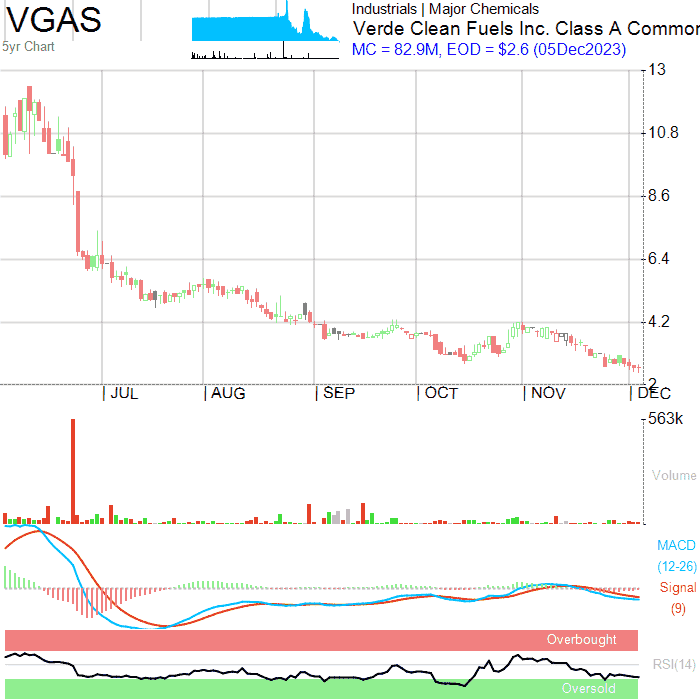 VGAS
5yr Chart
Industrials | Major Chemicals
Verde Clean Fuels Inc. Class A Common
MC = 82.9M, EOD = $2.6 (05Dec2023)
13
10.8
8.6
6.4
4.2
2
JUL AUG SEP OCT NOV DEC
563k
Volume
MACD
(12-26)
Signal
(9)
Overbought
RSI(14)
Oversold